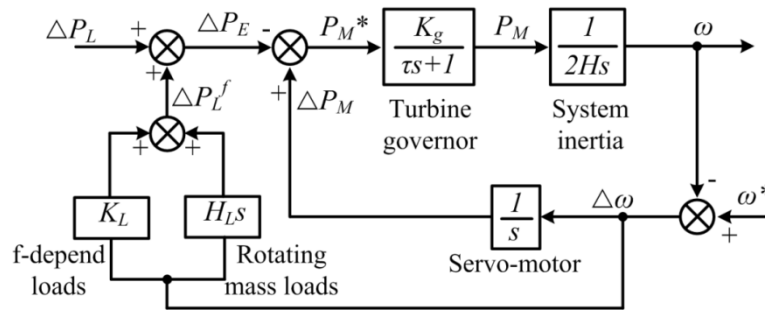 △P_L + △P_E - P_M* K_g P_M 1 ω
+ τs+1 2Hs
△P_L^f + △P_M Turbine System
governor inertia
+ +
-
K_L H_Ls 1 △ω ω*
s +
f-depend Rotating Servo-motor
loads mass loads